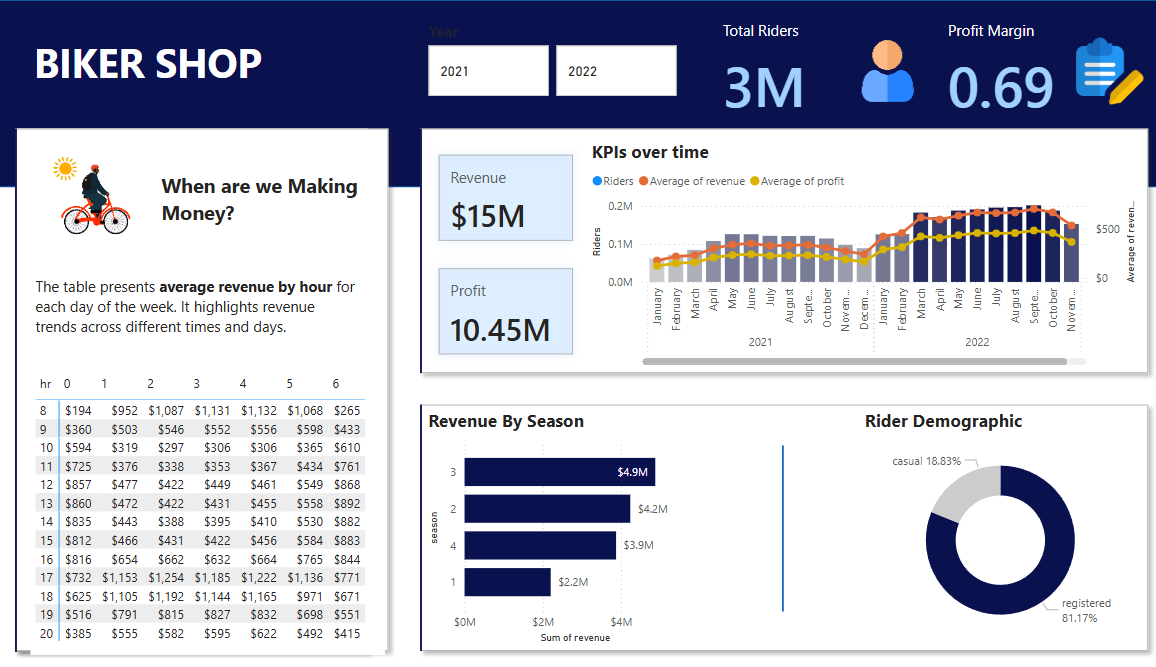 BIKER SHOP
Year
2021
2022
Total Riders
3M
Profit Margin
0.69
When are we Making
Money?
The table presents average revenue by hour for
each day of the week. It highlights revenue
trends across different times and days.
hr 0 1 2 3 4 5 6
8 $194 $952 $1,087 $1,131 $1,132 $1,068 $265
9 $360 $503 $546 $552 $556 $598 $433
10 $594 $319 $297 $306 $306 $365 $610
11 $725 $376 $338 $353 $367 $434 $761
12 $857 $477 $422 $449 $461 $549 $868
13 $860 $472 $422 $431 $455 $558 $892
14 $835 $443 $388 $395 $410 $530 $882
15 $812 $466 $431 $422 $456 $584 $883
16 $816 $654 $662 $632 $664 $765 $844
17 $732 $1,153 $1,254 $1,185 $1,222 $1,136 $771
18 $625 $1,105 $1,192 $1,144 $1,165 $971 $671
19 $516 $791 $815 $827 $832 $698 $551
20 $385 $555 $582 $595 $622 $492 $415
Revenue
$15M
Profit
10.45M
KPIs over time
Riders Average of revenue Average of profit
0.2M
0.1M
0.0M
Riders
$500
$0
Average of reven...
January
February
March
April
May
June
July
August
Septe...
October
Novem...
Decem...
January
February
March
April
May
June
July
August
Septe...
October
Novem...
2021
2022
Revenue By Season
season
3 $4.9M
2 $4.2M
4 $3.9M
1 $2.2M
$0M $2M $4M
Sum of revenue
Rider Demographic
casual 18.83%
registered
81.17%